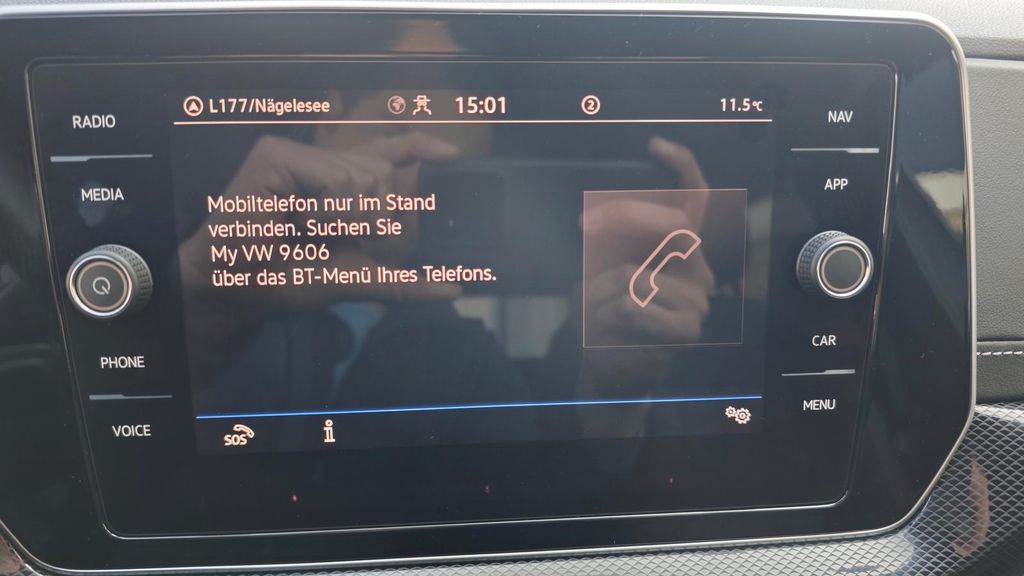 L177/Nägelesee 15:01 2 11.5°C
RADIO
MEDIA
PHONE
VOICE
Mobiltelefon nur im Stand
verbinden. Suchen Sie
My VW 9606
über das BT-Menü Ihres Telefons.
SOS
i
NAV
APP
CAR
MENU